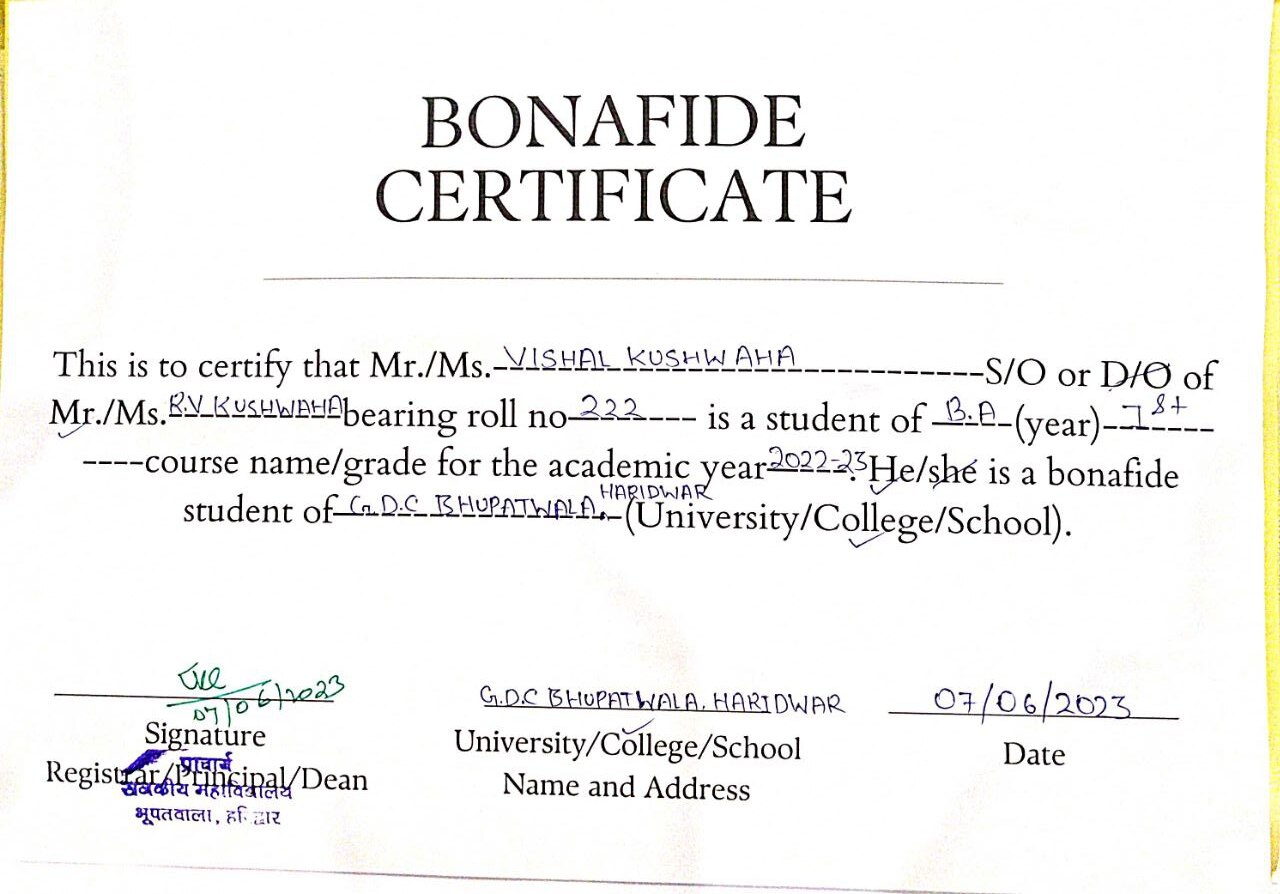 BONAFIDE
CERTIFICATE
This is to certify that Mr./Ms.-VISHAL KUSHWAHA-----------S/O or D/O of
Mr./Ms. R.V KUSHWAHA bearing roll no-222---- is a student of B.A-(year)--1st----
----course name/grade for the academic year 2022-23. He/she is a bonafide
student of G.D.C BHUPATWALA, HARIDWAR -(University/College/School).
07/06/2023
G.D.C BHUPATWALA, HARIDWAR
07/06/2023
Signature
University/College/School
Date
Registrar/Principal/Dean
Name and Address
प्राचार्य
महाविद्यालय
भूपतवाला, हरिद्वार